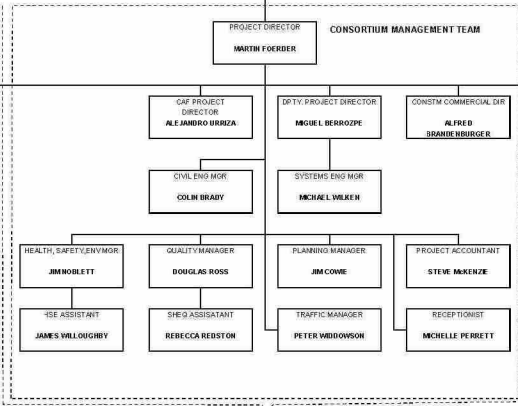 PROJECT DIRECTOR
MARTIN FOERDER
CONSORTIUM MANAGEMENT TEAM
CAF PROJECT
DIRECTOR
ALEJANDRO URRIZA
DPTY. PROJECT DIRECTOR
MIGUEL BERROZPE
CONSTM COMMERCIAL DIR
ALFRED
BRANDENBURGER
CIVIL ENG MGR
COLIN BRADY
SYSTEMS ENG MGR
MICHAEL WILKEN
HEALTH, SAFETY,ENV MGR
JIM NOBLETT
QUALITY MANAGER
DOUGLAS ROSS
PLANNING MANAGER
JIM COWIE
PROJECT ACCOUNTANT
STEVE McKENZIE
HSE ASSISTANT
JAMES WILLOUGHBY
SHEQ ASSISATANT
REBECCA REDSTON
TRAFFIC MANAGER
PETER WIDDOWSON
RECEPTIONIST
MICHELLE PERRETT